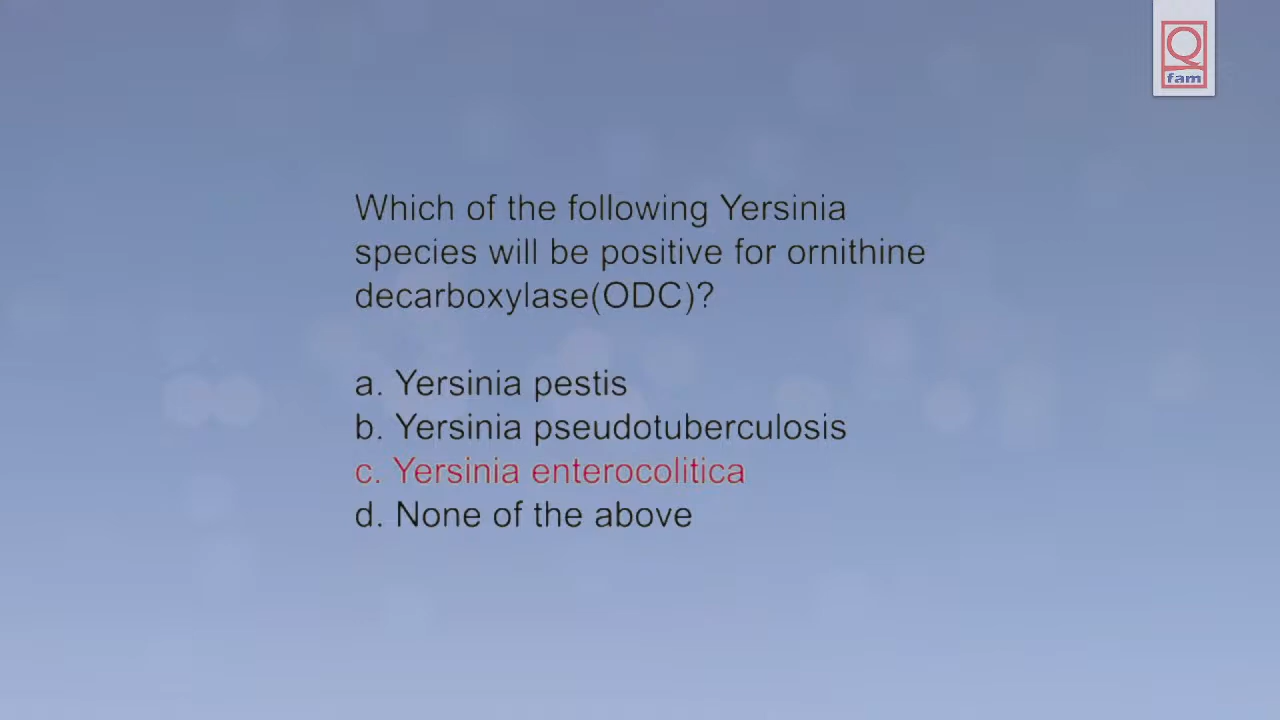 Q
fam
Which of the following Yersinia
species will be positive for ornithine
decarboxylase(ODC)?
a. Yersinia pestis
b. Yersinia pseudotuberculosis
c. Yersinia enterocolitica
d. None of the above